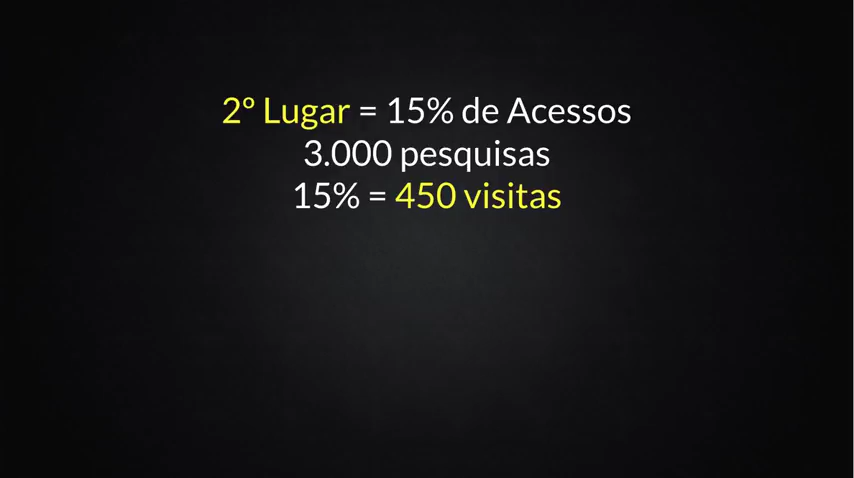 2º Lugar = 15% de Acessos
3.000 pesquisas
15% = 450 visitas